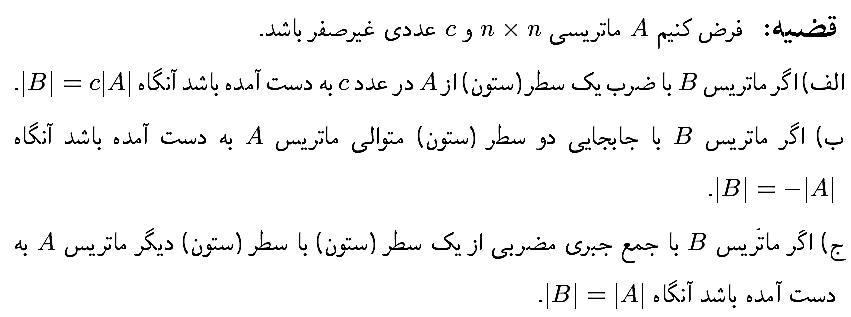 قضیه: فرض کنیم A ماتریسی n × n و c عددی غیرصفر باشد.
الف) اگر ماتریس B با ضرب یک سطر (ستون) از A در عدد c به دست آمده باشد آنگاه |B| = c|A|.
ب) اگر ماتریس B با جابجایی دو سطر (ستون) متوالی ماتریس A به دست آمده باشد آنگاه
|B| = −|A|.
ج) اگر ماتریس B با جمع جبری مضربی از یک سطر (ستون) با سطر (ستون) دیگر ماتریس A به
دست آمده باشد آنگاه |B| = |A|.